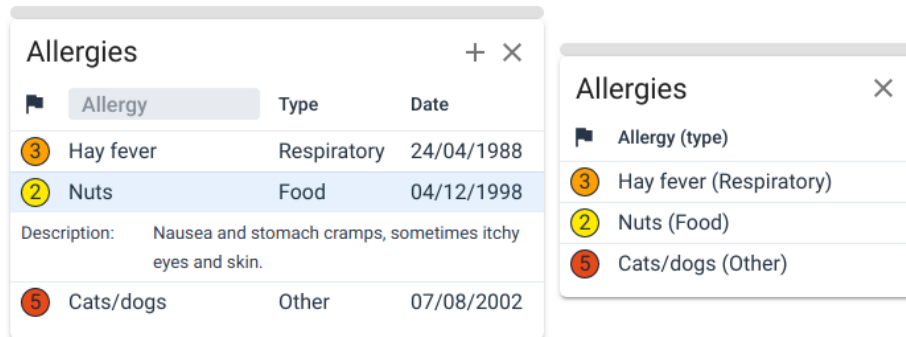 Allergies
Allergy Type Date
3 Hay fever Respiratory 24/04/1988
2 Nuts Food 04/12/1998
Description: Nausea and stomach cramps, sometimes itchy
eyes and skin.
5 Cats/dogs Other 07/08/2002
Allergies
Allergy (type)
3 Hay fever (Respiratory)
2 Nuts (Food)
5 Cats/dogs (Other)